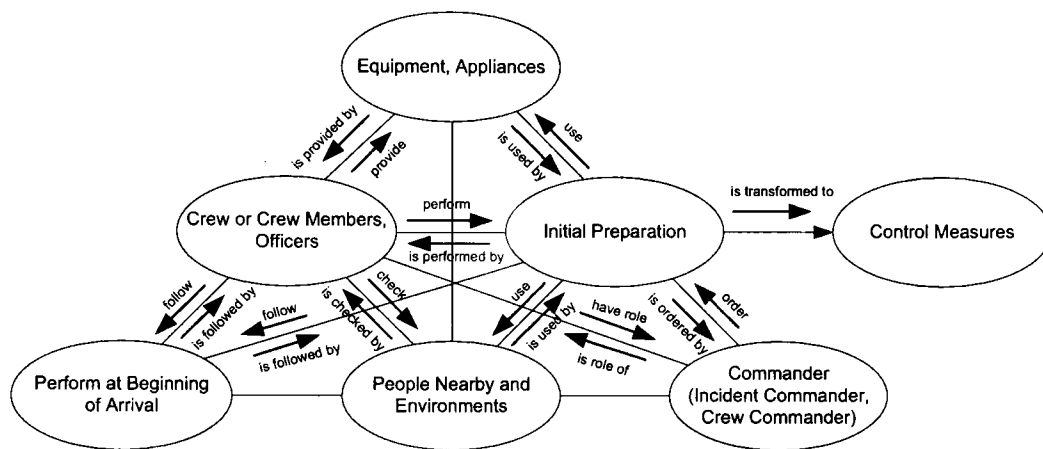 Equipment, Appliances
is provided by
provide
is used by
use
Crew or Crew Members,
Officers
perform
is performed by
Initial Preparation
is transformed to
Control Measures
follow
is followed by
check
is checked by
follow
is followed by
use
is used by
have role
is role of
is ordered by
order
Perform at Beginning
of Arrival
People Nearby and
Environments
Commander
(Incident Commander,
Crew Commander)